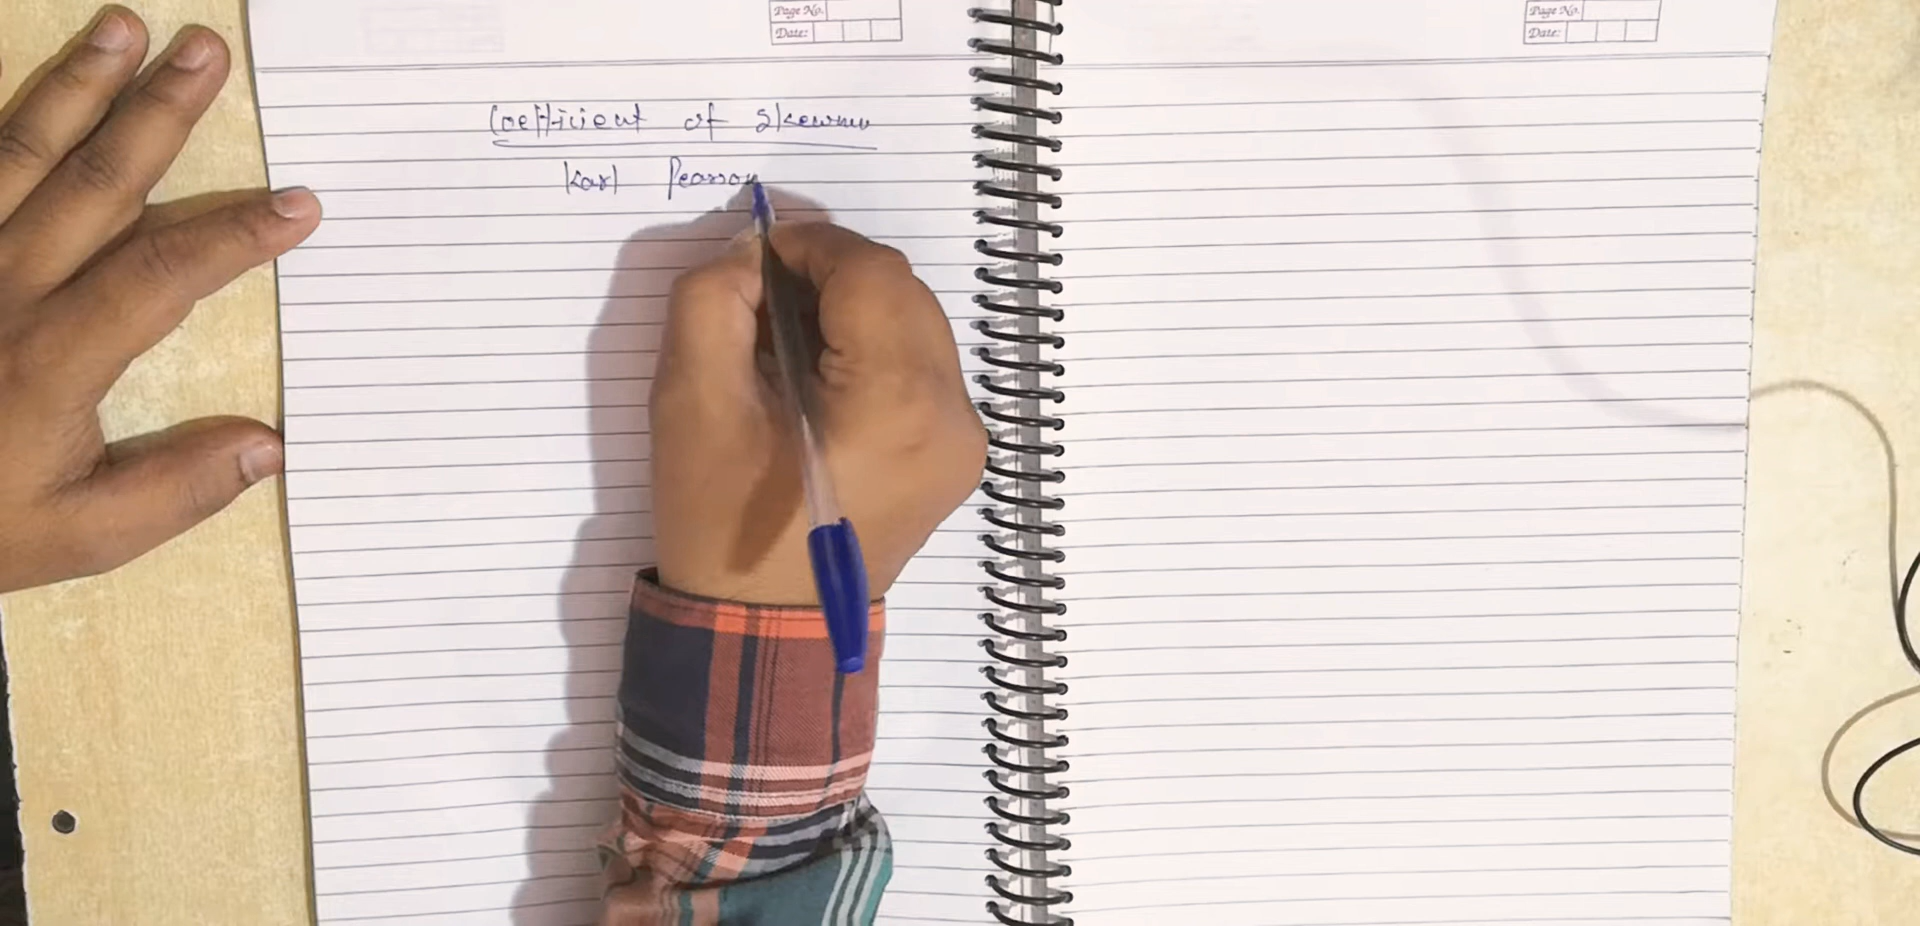 Page No.
Date:
Page No.
Date:
Coefficient of Skewness
Karl Pearson